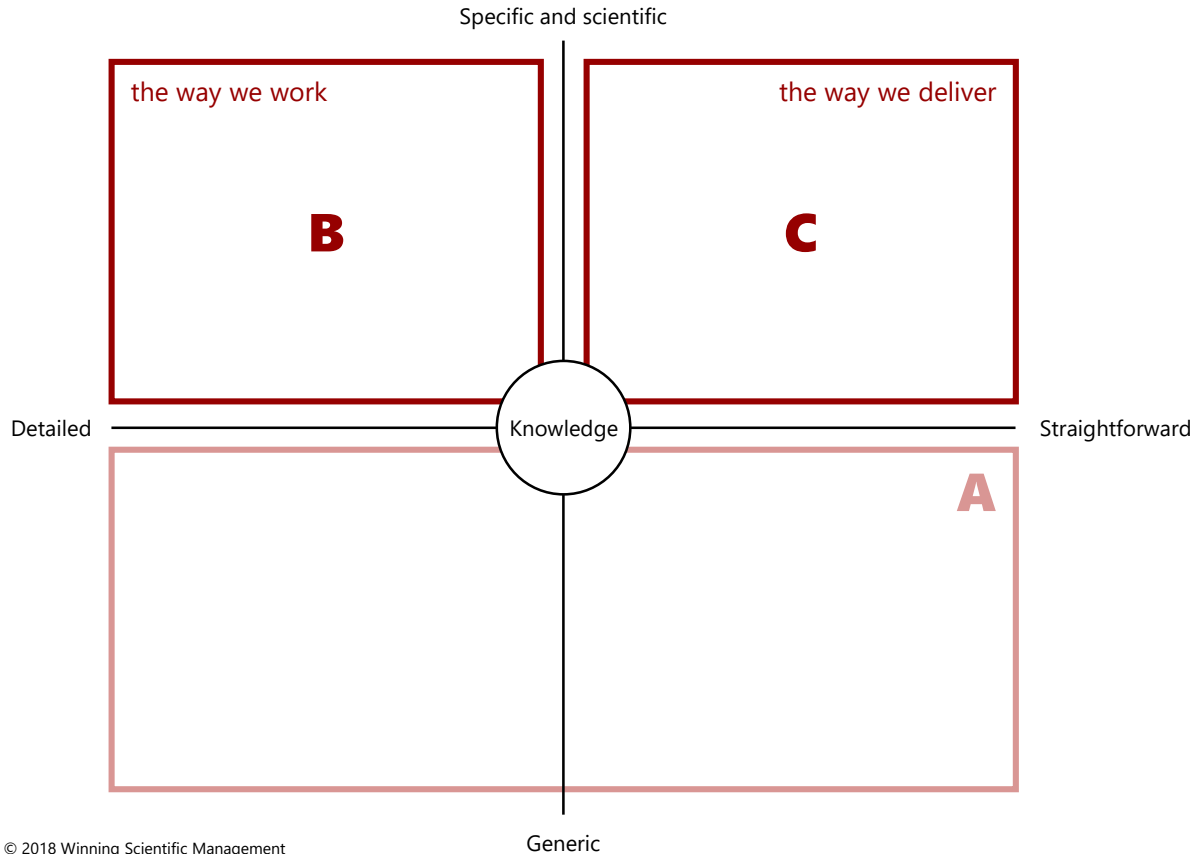 Specific and scientific
the way we work
the way we deliver
B
C
Detailed
Knowledge
Straightforward
A
Generic
© 2018 Winning Scientific Management